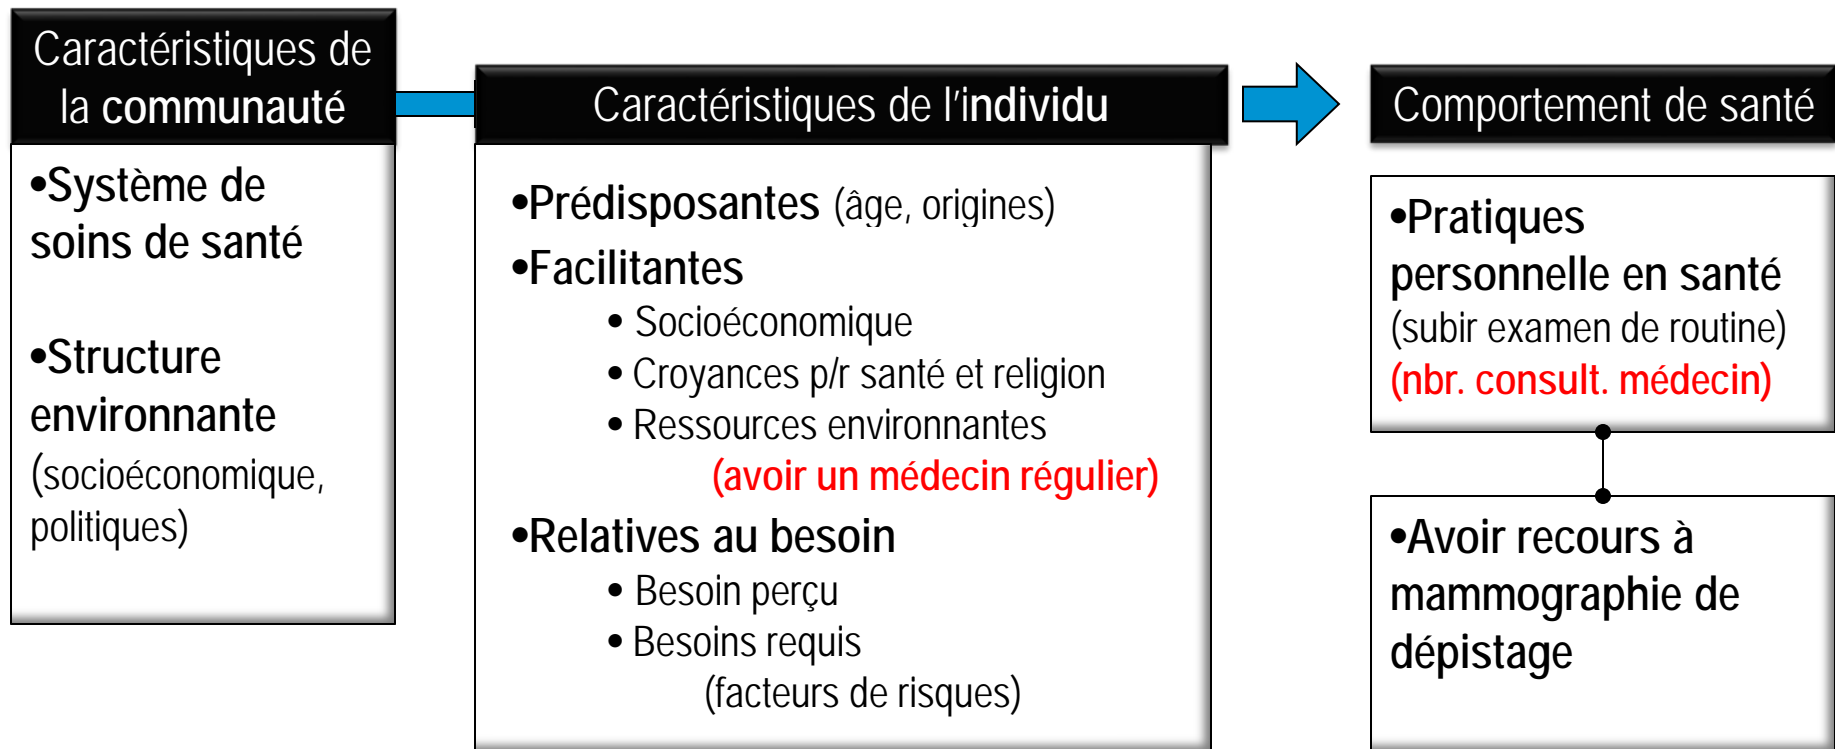 Caractéristiques de
la communauté
•Système de
soins de santé
•Structure
environnante
(socioéconomique,
politiques)
Caractéristiques de l'individu
•Prédisposantes (âge, origines)
•Facilitantes
• Socioéconomique
• Croyances p/r santé et religion
• Ressources environnantes
(avoir un médecin régulier)
•Relatives au besoin
• Besoin perçu
• Besoins requis
(facteurs de risques)
Comportement de santé
•Pratiques
personnelle en santé
(subir examen de routine)
(nbr. consult. médecin)
•Avoir recours à
mammographie de
dépistage